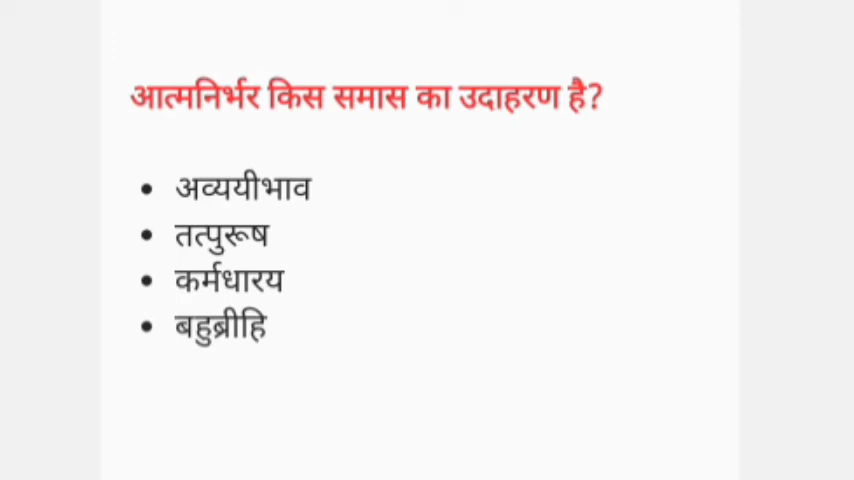 आत्मनिर्भर किस समास का उदाहरण है?
• अव्ययीभाव
• तत्पुरूष
• कर्मधारय
• बहुब्रीहि